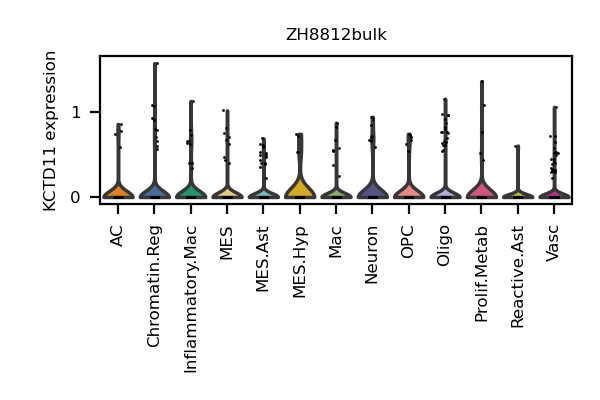 ZH8812bulk
KCTD11 expression
1
0
AC
Chromatin.Reg
Inflammatory.Mac
MES
MES.Ast
MES.Hyp
Mac
Neuron
OPC
Oligo
Prolif.Metab
Reactive.Ast
Vasc